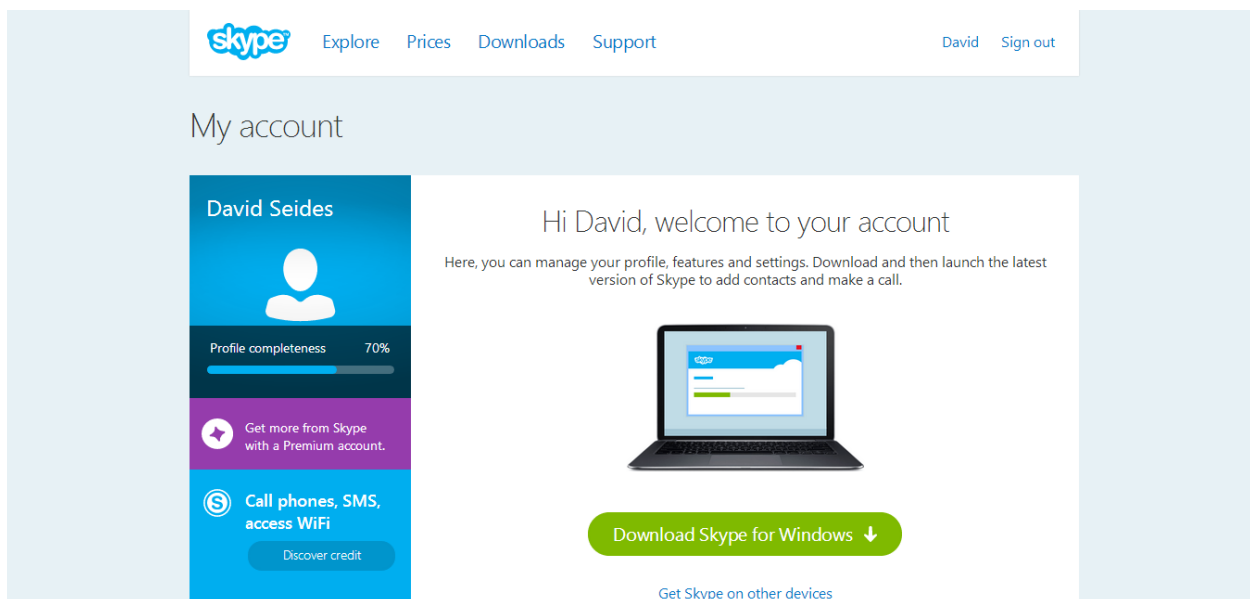 skype Explore Prices Downloads Support David Sign out
My account
David Seides
Profile completeness 70%
Get more from Skype
with a Premium account.
Call phones, SMS,
access WiFi
Discover credit
Hi David, welcome to your account
Here, you can manage your profile, features and settings. Download and then launch the latest
version of Skype to add contacts and make a call.
skype
Download Skype for Windows
Get Skype on other devices